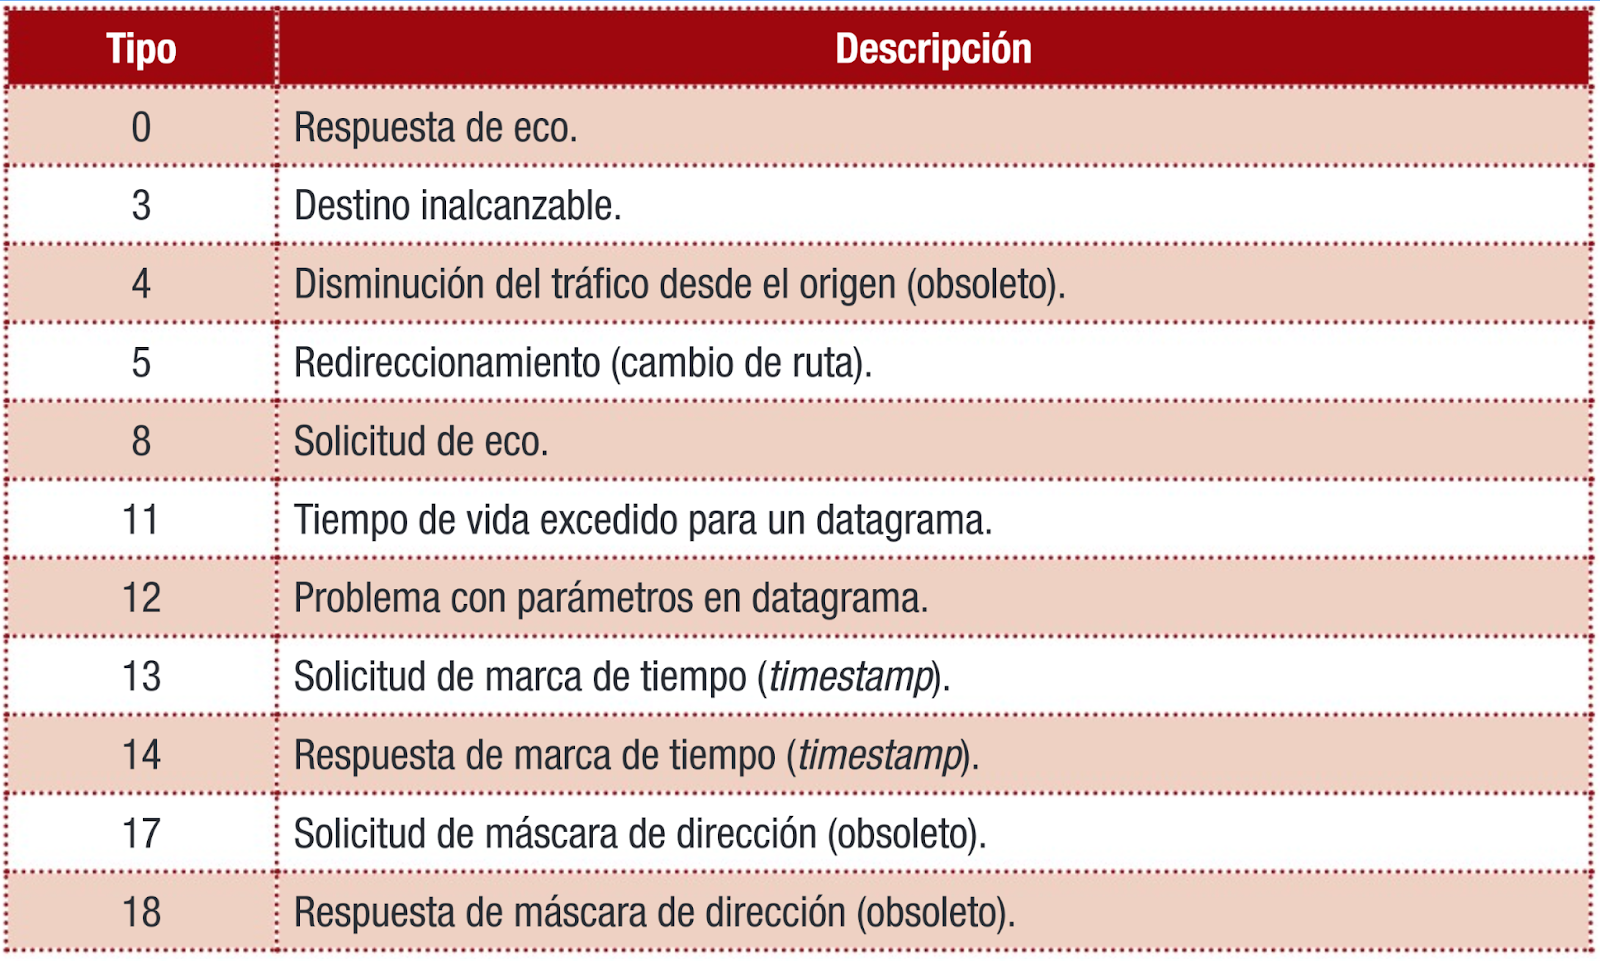 Tipo Descripción
0 Respuesta de eco.
3 Destino inalcanzable.
4 Disminución del tráfico desde el origen (obsoleto).
5 Redireccionamiento (cambio de ruta).
8 Solicitud de eco.
11 Tiempo de vida excedido para un datagrama.
12 Problema con parámetros en datagrama.
13 Solicitud de marca de tiempo (timestamp).
14 Respuesta de marca de tiempo (timestamp).
17 Solicitud de máscara de dirección (obsoleto).
18 Respuesta de máscara de dirección (obsoleto).